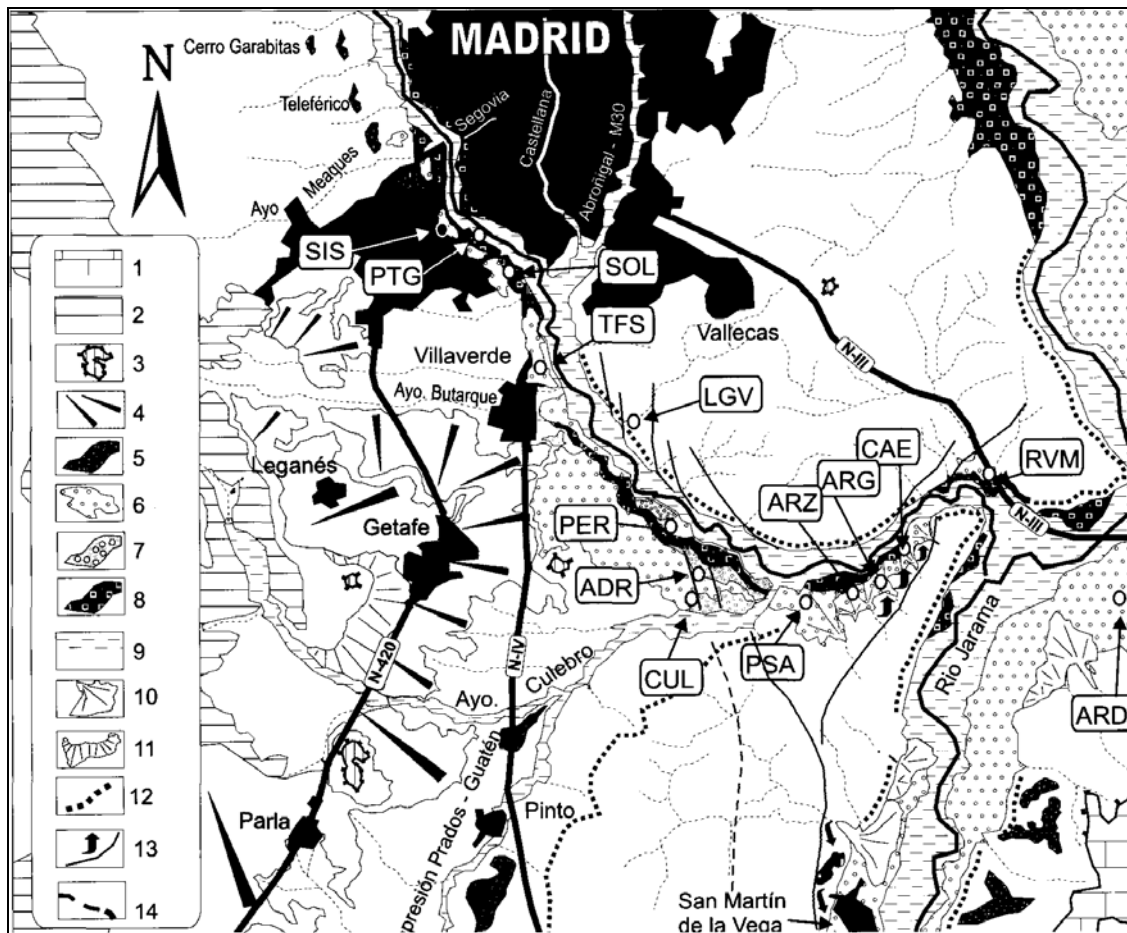 MADRID
Cerro Garabitas
N
Teleférico
Segovia
Castellana
Abroñigal - M30
Ayo Meaques
SIS
PTG
SOL
TFS
Vallecas
N-III
Villaverde
Ayo. Butarque
LGV
CAE
ARG
ARZ
RVM
N-III
Leganés
Getafe
PER
ADR
CUL
PSA
Rio Jarama
ARD
N-420
N-IV
Ayo. Culebro
Parla
Pinto
presión Prados - Guatén
San Martín
de la Vega
1
2
3
4
5
6
7
8
9
10
11
12
13
14